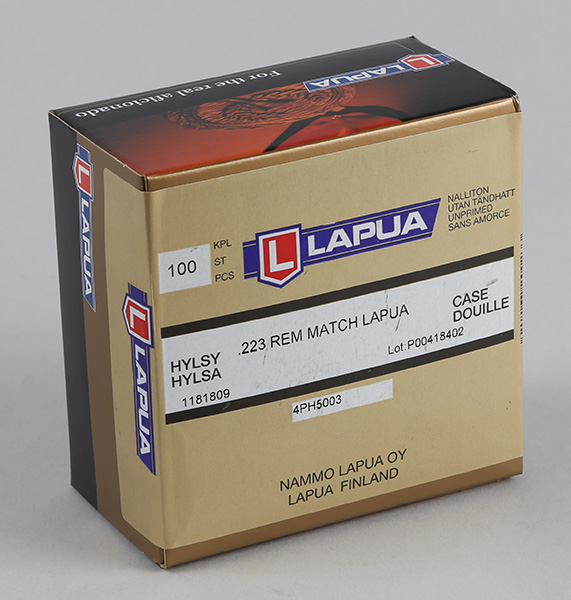 For the real aficionado
LAPUA
L
LAPUA
L
LAPUA
NALLITON
UTAN TÄNDHATT
UNPRIMED
SANS AMORCE
100
KPL
ST
PCS
L LAPUA
HYLSY
HYLSA
.223 REM MATCH LAPUA
CASE
DOUILLE
1181809
Lot:P00418402
4PH5003
NAMMO LAPUA OY
LAPUA FINLAND